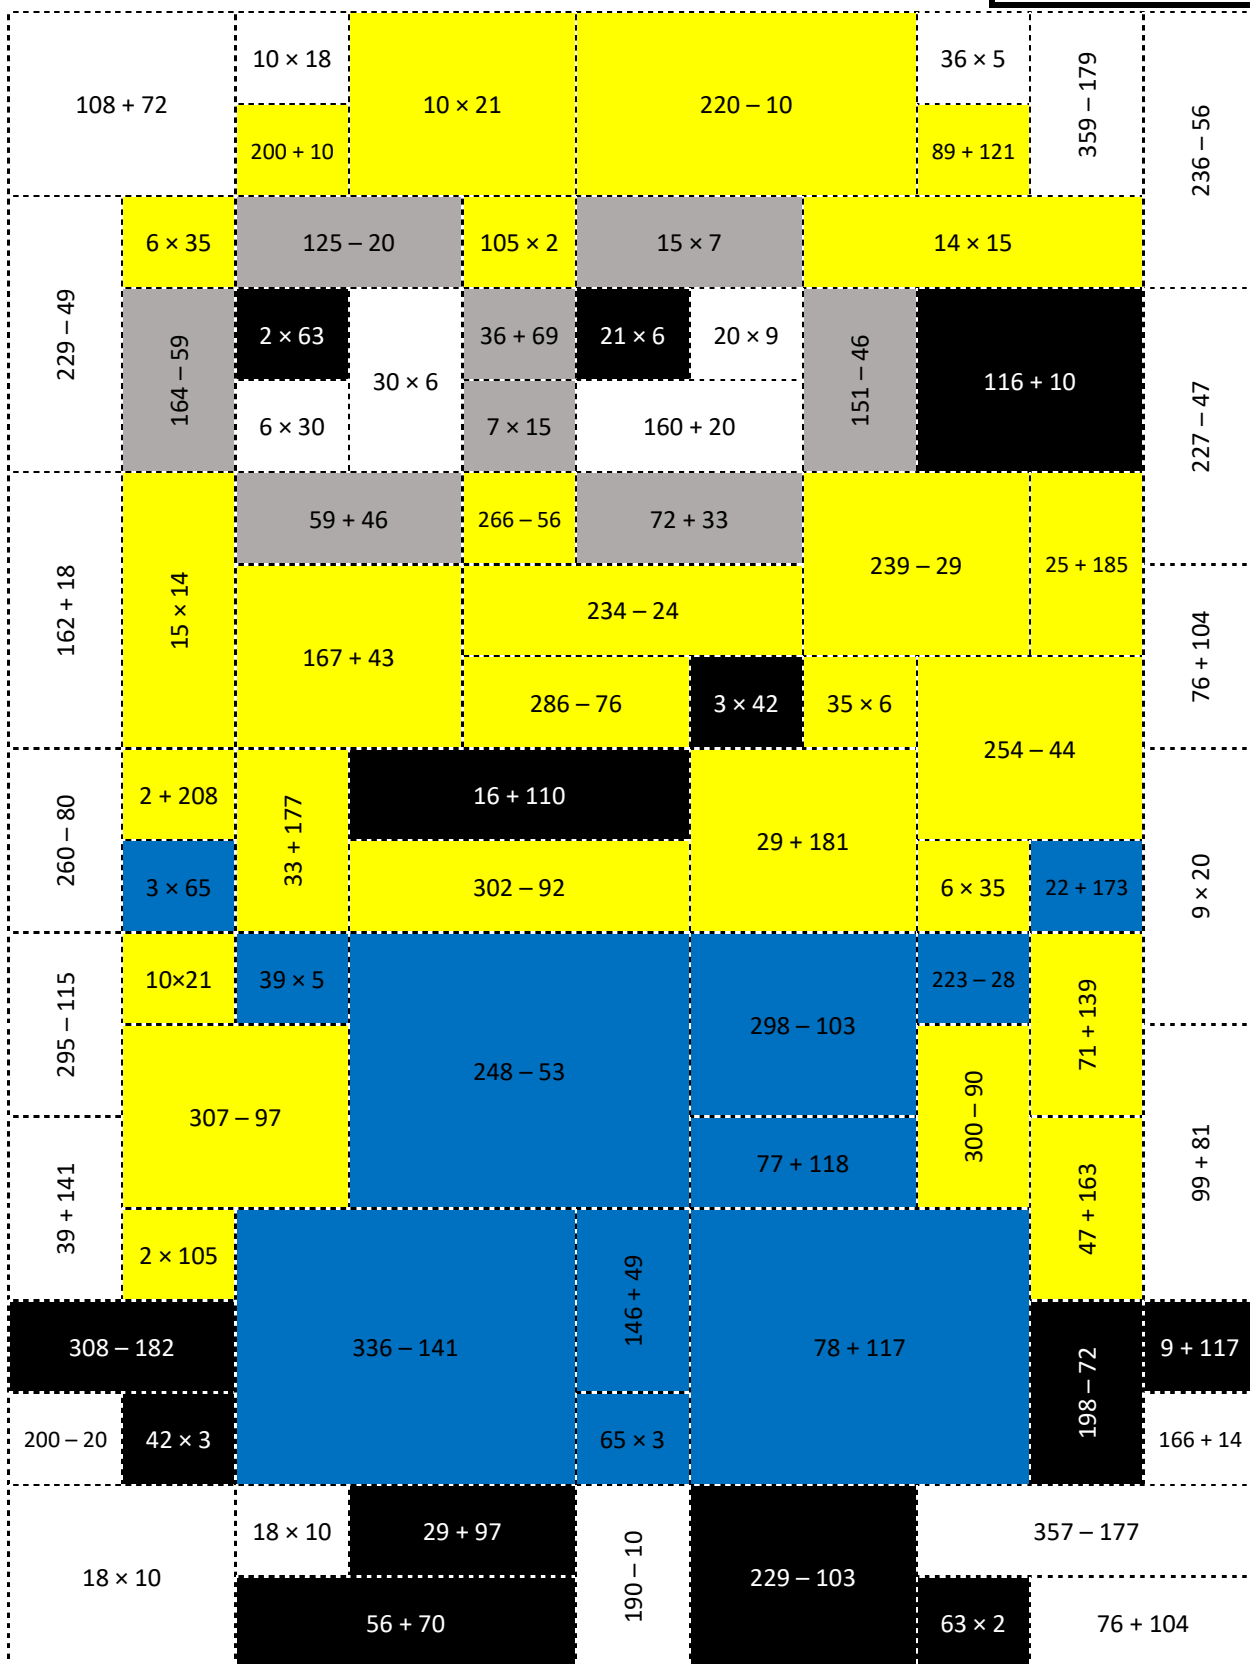 10 × 18
36 × 5
108 + 72
10 × 21
220 – 10
359 – 179
236 – 56
200 + 10
89 + 121
6 × 35
125 – 20
105 × 2
15 × 7
14 × 15
229 – 49
164 – 59
2 × 63
30 × 6
36 + 69
21 × 6
20 × 9
151 – 46
116 + 10
227 – 47
6 × 30
7 × 15
160 + 20
162 + 18
15 × 14
59 + 46
266 – 56
72 + 33
239 – 29
25 + 185
76 + 104
167 + 43
234 – 24
286 – 76
3 × 42
35 × 6
254 – 44
260 – 80
2 + 208
33 + 177
16 + 110
29 + 181
9 × 20
3 × 65
302 – 92
6 × 35
22 + 173
295 – 115
10×21
39 × 5
248 – 53
298 – 103
223 – 28
71 + 139
307 – 97
300 – 90
99 + 81
39 + 141
77 + 118
47 + 163
2 × 105
336 – 141
146 + 49
78 + 117
308 – 182
198 – 72
9 + 117
200 – 20
42 × 3
65 × 3
166 + 14
18 × 10
18 × 10
29 + 97
190 – 10
229 – 103
357 – 177
56 + 70
63 × 2
76 + 104